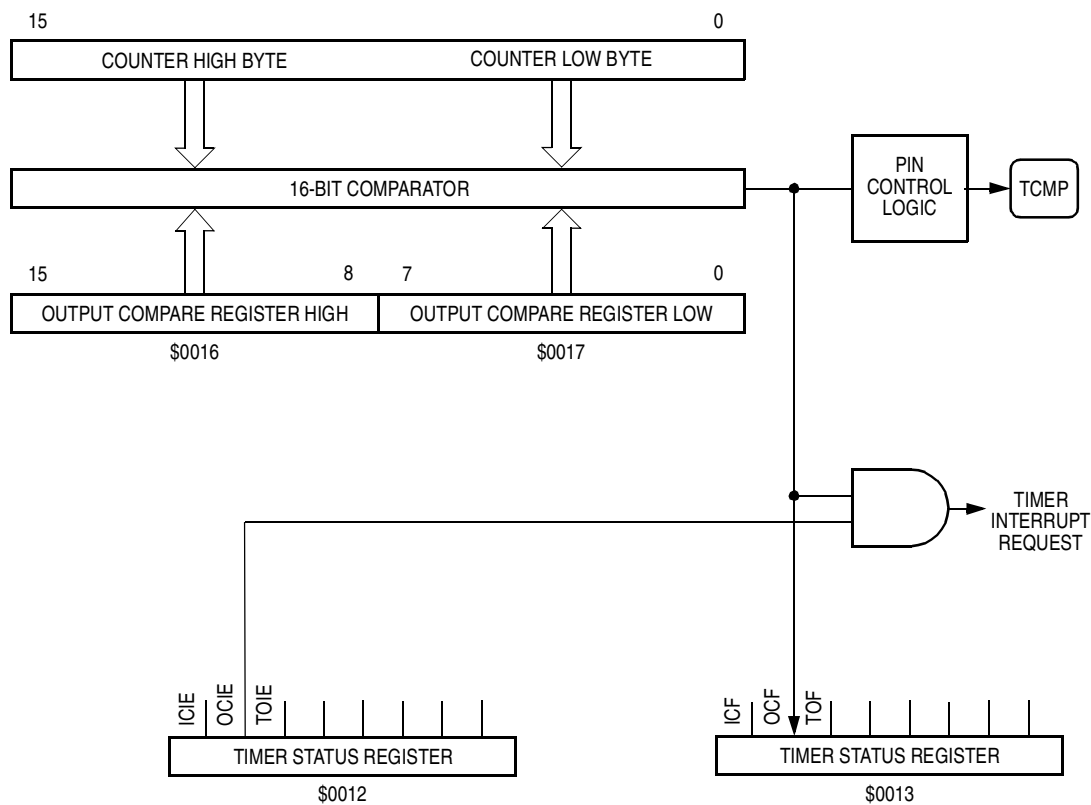 15 0
COUNTER HIGH BYTE COUNTER LOW BYTE
16-BIT COMPARATOR
PIN
CONTROL
LOGIC
TCMP
15 8 7 0
OUTPUT COMPARE REGISTER HIGH OUTPUT COMPARE REGISTER LOW
$0016 $0017
TIMER
INTERRUPT
REQUEST
ICIE OCIE TOIE
TIMER STATUS REGISTER
$0012
ICF OCF TOF
TIMER STATUS REGISTER
$0013